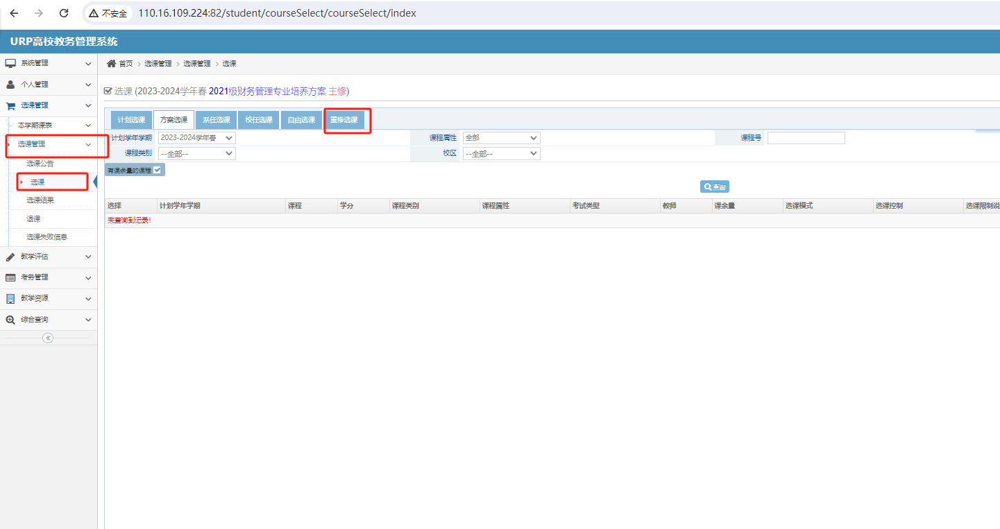 不安全 110.16.109.224:82/student/courseSelect/courseSelect/index
URP高校教务管理系统
系统管理
个人管理
选课管理
本学期课表
选课管理
选课公告
选课
选课结果
退课
选课失败信息
教学评估
考务管理
教学资源
综合查询
首页 > 选课管理 > 选课管理 > 选课
选课 (2023-2024学年春 2021级财务管理专业培养方案 主修)
计划选课 方案选课 系任选课 校任选课 自由选课 重修选课
计划学年学期 2023-2024学年春 课程属性 全部 课程号
课程类别 --全部-- 校区 --全部--
有课余量的课程
查询
选择 计划学年学期 课程 学分 课程类别 课程属性 考试类型 教师 课余量 选课模式 选课控制 选课限制说
未查询到记录!